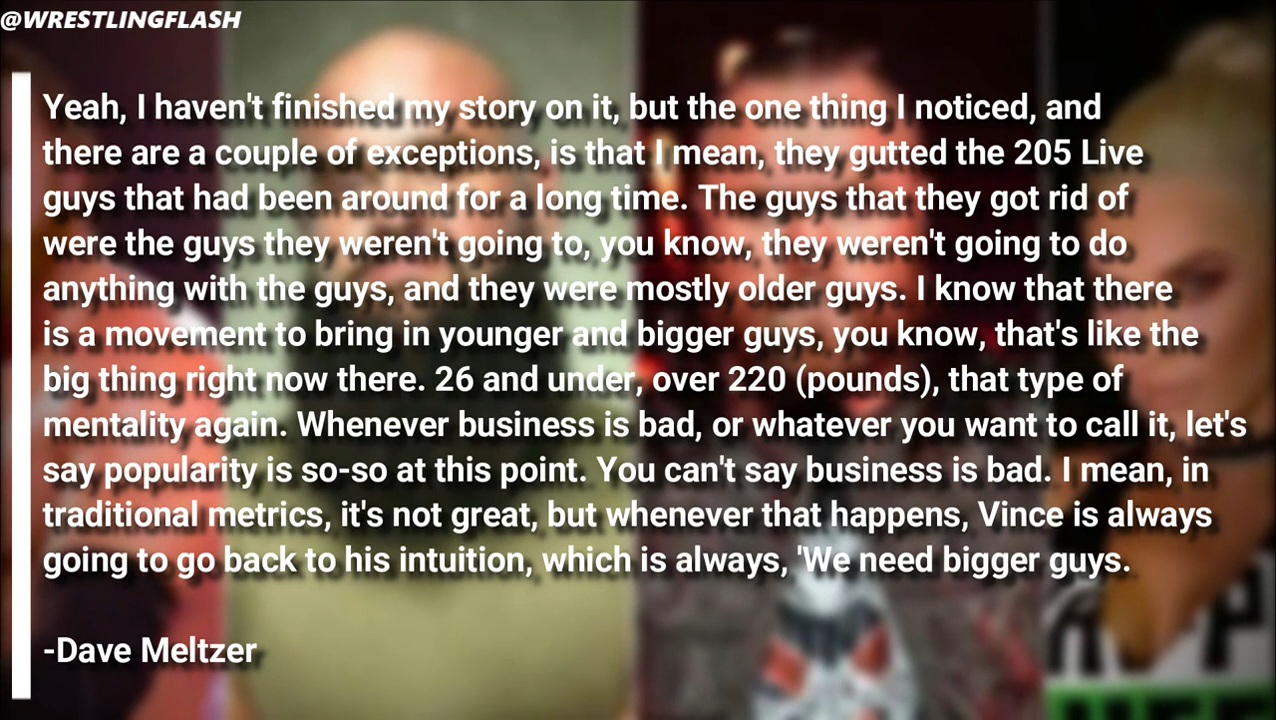 @WRESTLINGFLASH
Yeah, I haven't finished my story on it, but the one thing I noticed, and
there are a couple of exceptions, is that I mean, they gutted the 205 Live
guys that had been around for a long time. The guys that they got rid of
were the guys they weren't going to, you know, they weren't going to do
anything with the guys, and they were mostly older guys. I know that there
is a movement to bring in younger and bigger guys, you know, that's like the
big thing right now there. 26 and under, over 220 (pounds), that type of
mentality again. Whenever business is bad, or whatever you want to call it, let's
say popularity is so-so at this point. You can't say business is bad. I mean, in
traditional metrics, it's not great, but whenever that happens, Vince is always
going to go back to his intuition, which is always, 'We need bigger guys.
-Dave Meltzer